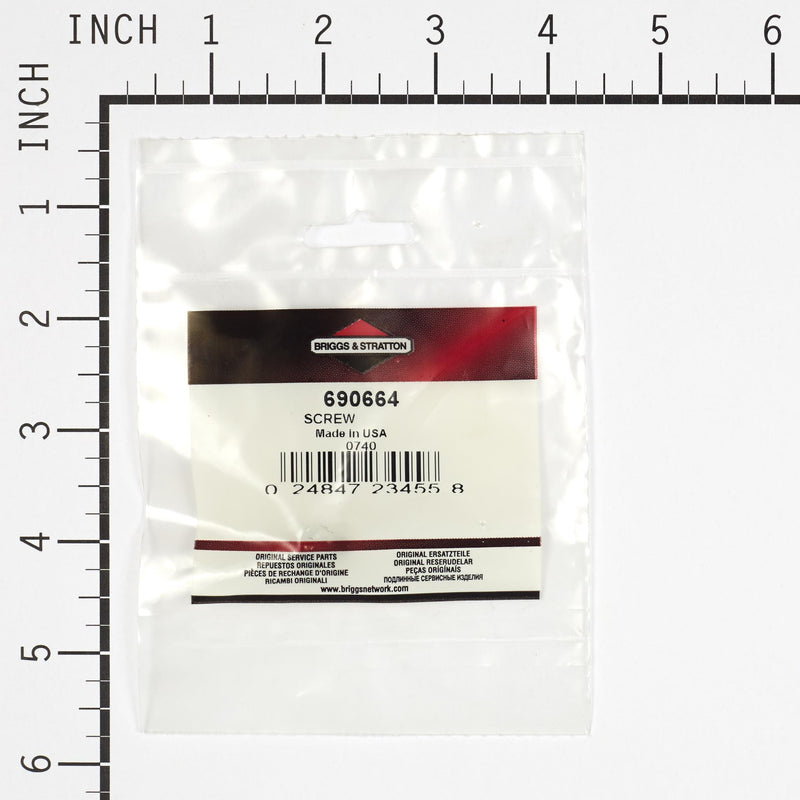 INCH 1 2 3 4 5 6
INCH
1
2
3
4
5
6
BRIGGS & STRATTON
690664
SCREW
Made in USA
0740
0 24847 23455 8
ORIGINAL SERVICE PARTS
REPUESTOS ORIGINALES
PIÈCES DE RECHANGE D'ORIGINE
RICAMBI ORIGINALI
ORIGINAL ERSATZTEILE
ORIGINAL RESERUDELAR
PEÇAS ORIGINAIS
ПОДЛИННЫЕ СЕРВИСНЫЕ ИЗДЕЛИЯ
www.briggsnetwork.com